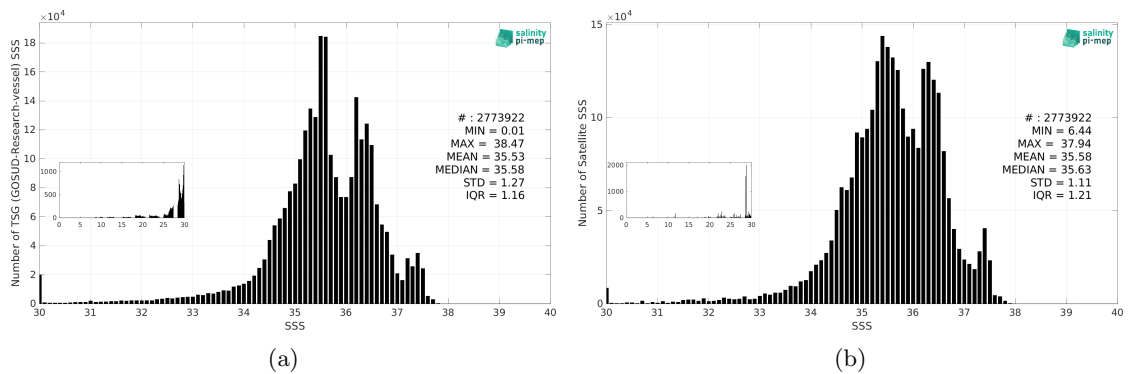 ×10⁴
18
16
14
12
10
8
6
4
2
0
30 31 32 33 34 35 36 37 38 39 40
SSS
Number of TSG (GOSUD-Research-vessel) SSS
salinity
pi-mep
# : 2773922
MIN = 0.01
MAX = 38.47
MEAN = 35.53
MEDIAN = 35.58
STD = 1.27
IQR = 1.16
1000
500
0
0 5 10 15 20 25 30
(a)
×10⁴
15
10
5
0
30 31 32 33 34 35 36 37 38 39 40
SSS
Number of Satellite SSS
salinity
pi-mep
# : 2773922
MIN = 6.44
MAX = 37.94
MEAN = 35.58
MEDIAN = 35.63
STD = 1.11
IQR = 1.21
2000
1000
0
0 5 10 15 20 25 30
(b)